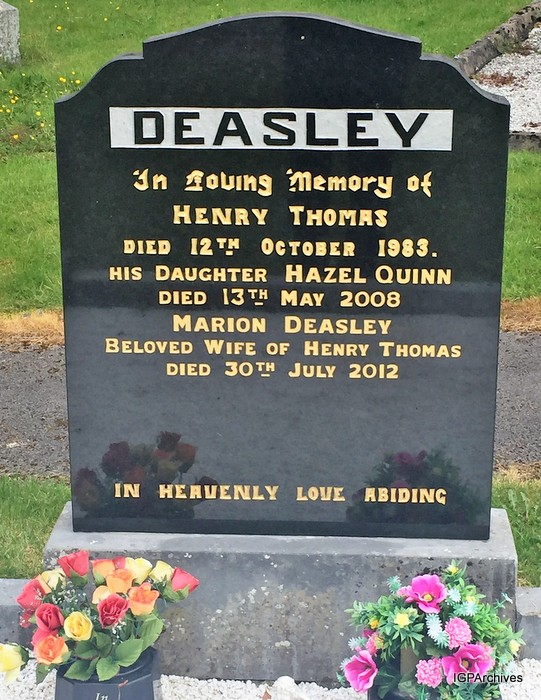 DEASLEY
In Loving Memory of
HENRY THOMAS
DIED 12TH OCTOBER 1983.
HIS DAUGHTER HAZEL QUINN
DIED 13TH MAY 2008
MARION DEASLEY
BELOVED WIFE OF HENRY THOMAS
DIED 30TH JULY 2012
IN HEAVENLY LOVE ABIDING
In
IGPArchives